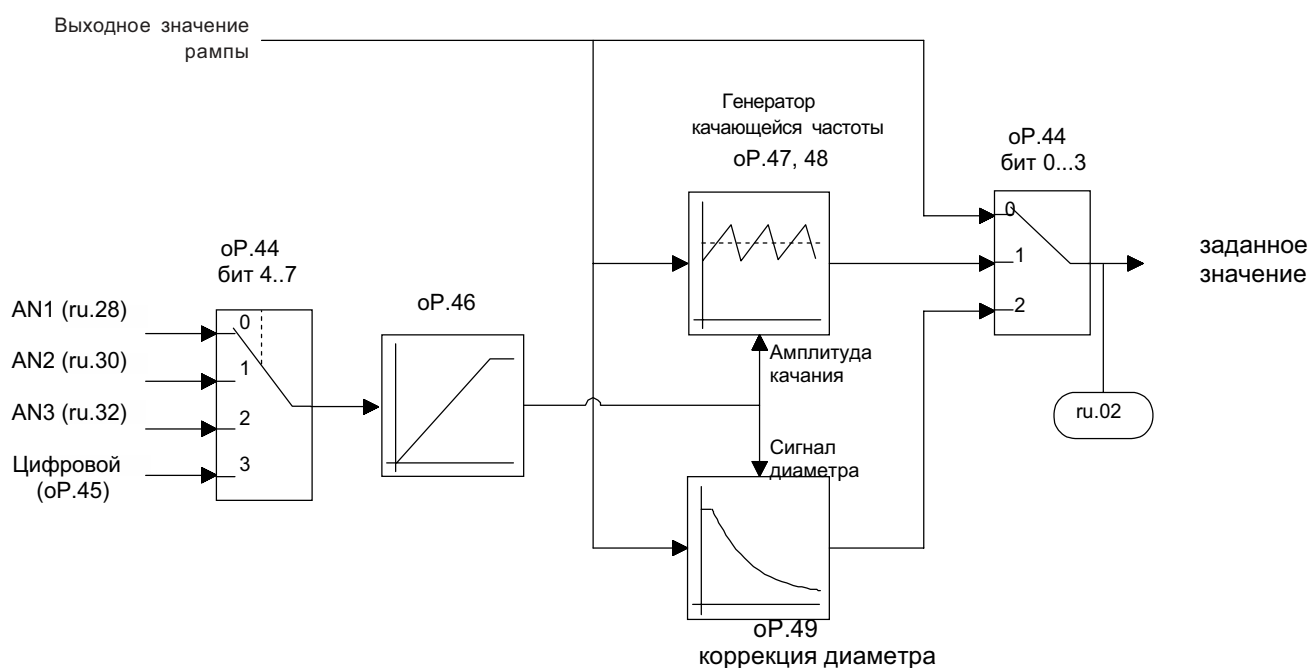 Выходное значение
рампы
Генератор
качающейся частоты
oP.47, 48
oP.44
бит 0...3
0
1
2
заданное
значение
ru.02
oP.44
бит 4..7
AN1 (ru.28)
AN2 (ru.30)
AN3 (ru.32)
Цифровой
(oP.45)
0
1
2
3
oP.46
Амплитуда
качания
Сигнал
диаметра
oP.49
коррекция диаметра